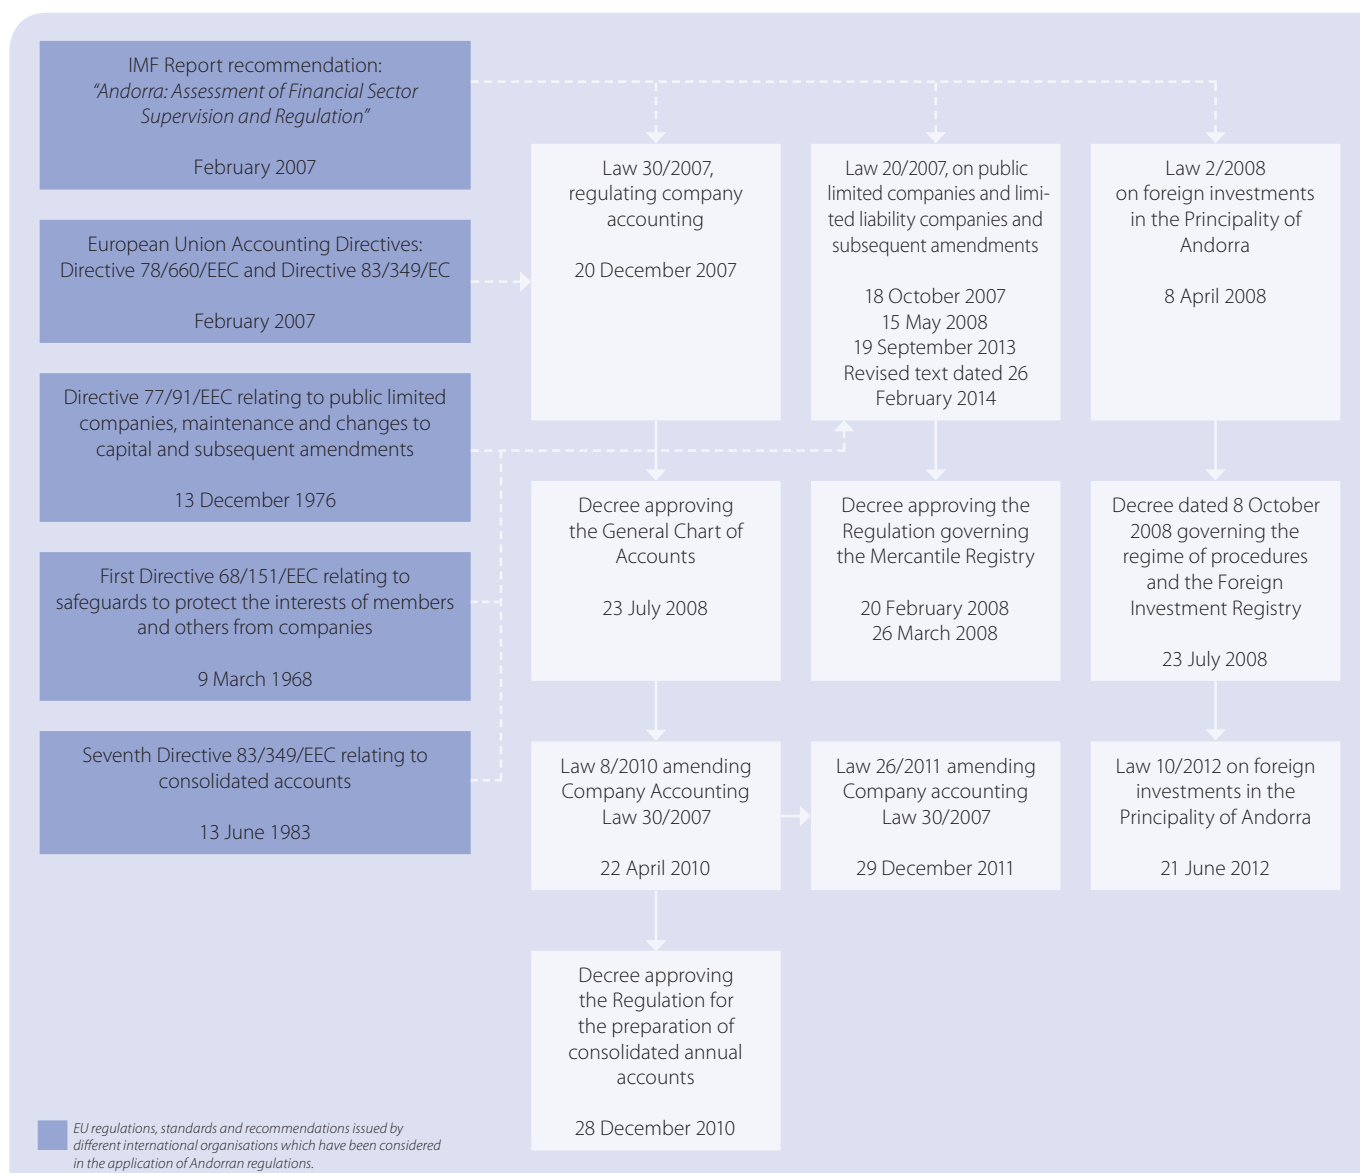 IMF Report recommendation:
“Andorra: Assessment of Financial Sector
Supervision and Regulation”
February 2007
European Union Accounting Directives:
Directive 78/660/EEC and Directive 83/349/EC
February 2007
Directive 77/91/EEC relating to public limited
companies, maintenance and changes to
capital and subsequent amendments
13 December 1976
First Directive 68/151/EEC relating to
safeguards to protect the interests of members
and others from companies
9 March 1968
Seventh Directive 83/349/EEC relating to
consolidated accounts
13 June 1983
Law 30/2007,
regulating company
accounting
20 December 2007
Law 20/2007, on public
limited companies and limi-
ted liability companies and
subsequent amendments
18 October 2007
15 May 2008
19 September 2013
Revised text dated 26
February 2014
Law 2/2008
on foreign investments
in the Principality of
Andorra
8 April 2008
Decree approving
the General Chart of
Accounts
23 July 2008
Decree approving the
Regulation governing
the Mercantile Registry
20 February 2008
26 March 2008
Decree dated 8 October
2008 governing the
regime of procedures
and the Foreign
Investment Registry
23 July 2008
Law 8/2010 amending
Company Accounting
Law 30/2007
22 April 2010
Law 26/2011 amending
Company accounting
Law 30/2007
29 December 2011
Law 10/2012 on foreign
investments in the
Principality of Andorra
21 June 2012
Decree approving
the Regulation for
the preparation of
consolidated annual
accounts
28 December 2010
EU regulations, standards and recommendations issued by
different international organisations which have been considered
in the application of Andorran regulations.